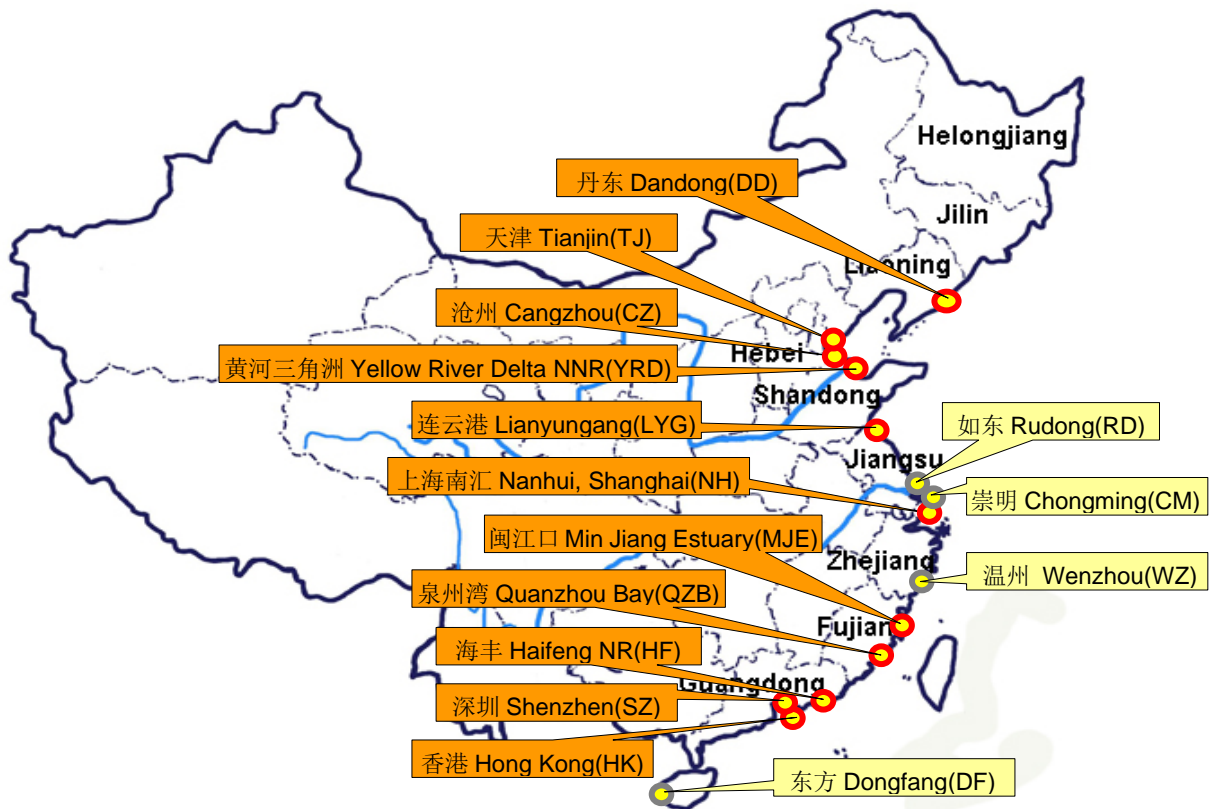 Helongjiang
丹东 Dandong(DD)
Jilin
天津 Tianjin(TJ)
Liaoning
沧州 Cangzhou(CZ)
Hebei
黄河三角洲 Yellow River Delta NNR(YRD)
Shandong
连云港 Lianyungang(LYG)
如东 Rudong(RD)
Jiangsu
上海南汇 Nanhui, Shanghai(NH)
崇明 Chongming(CM)
闽江口 Min Jiang Estuary(MJE)
Zhejiang
温州 Wenzhou(WZ)
泉州湾 Quanzhou Bay(QZB)
Fujian
海丰 Haifeng NR(HF)
Guangdong
深圳 Shenzhen(SZ)
香港 Hong Kong(HK)
东方 Dongfang(DF)